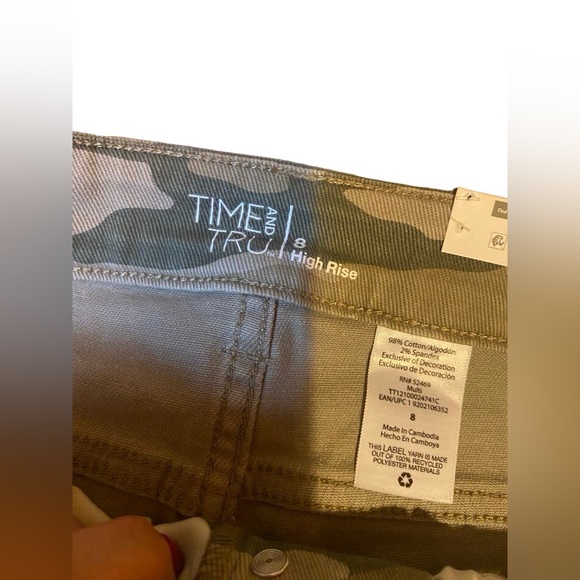 TIME AND
TRU
8
High Rise
98% Cotton/Algodón
2% Spandex
Exclusive of Decoration
Exclusivo de Decoración
RN# 52469
Multi
TT12100024741C
EAN/UPC 1 9202106352
8
Made in Cambodia
Hecho En Camboya
THIS LABEL YARN IS MADE
OUT OF 100% RECYCLED
POLYESTER MATERIALS